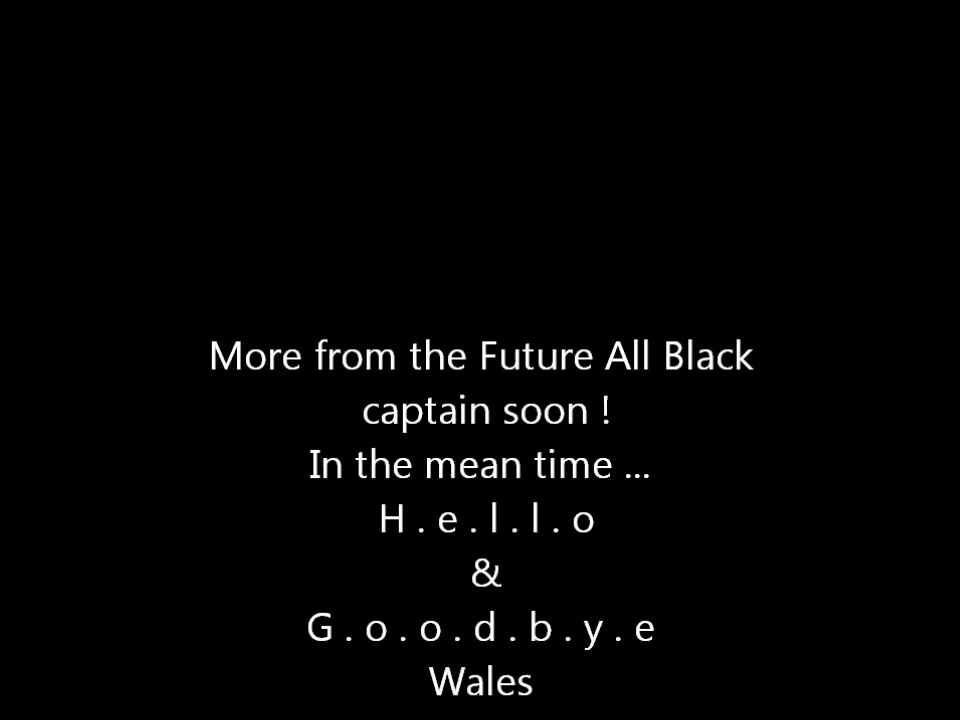 More from the Future All Black
captain soon !
In the mean time ...
H . e . l . l . o
&
G . o . o . d . b . y . e
Wales